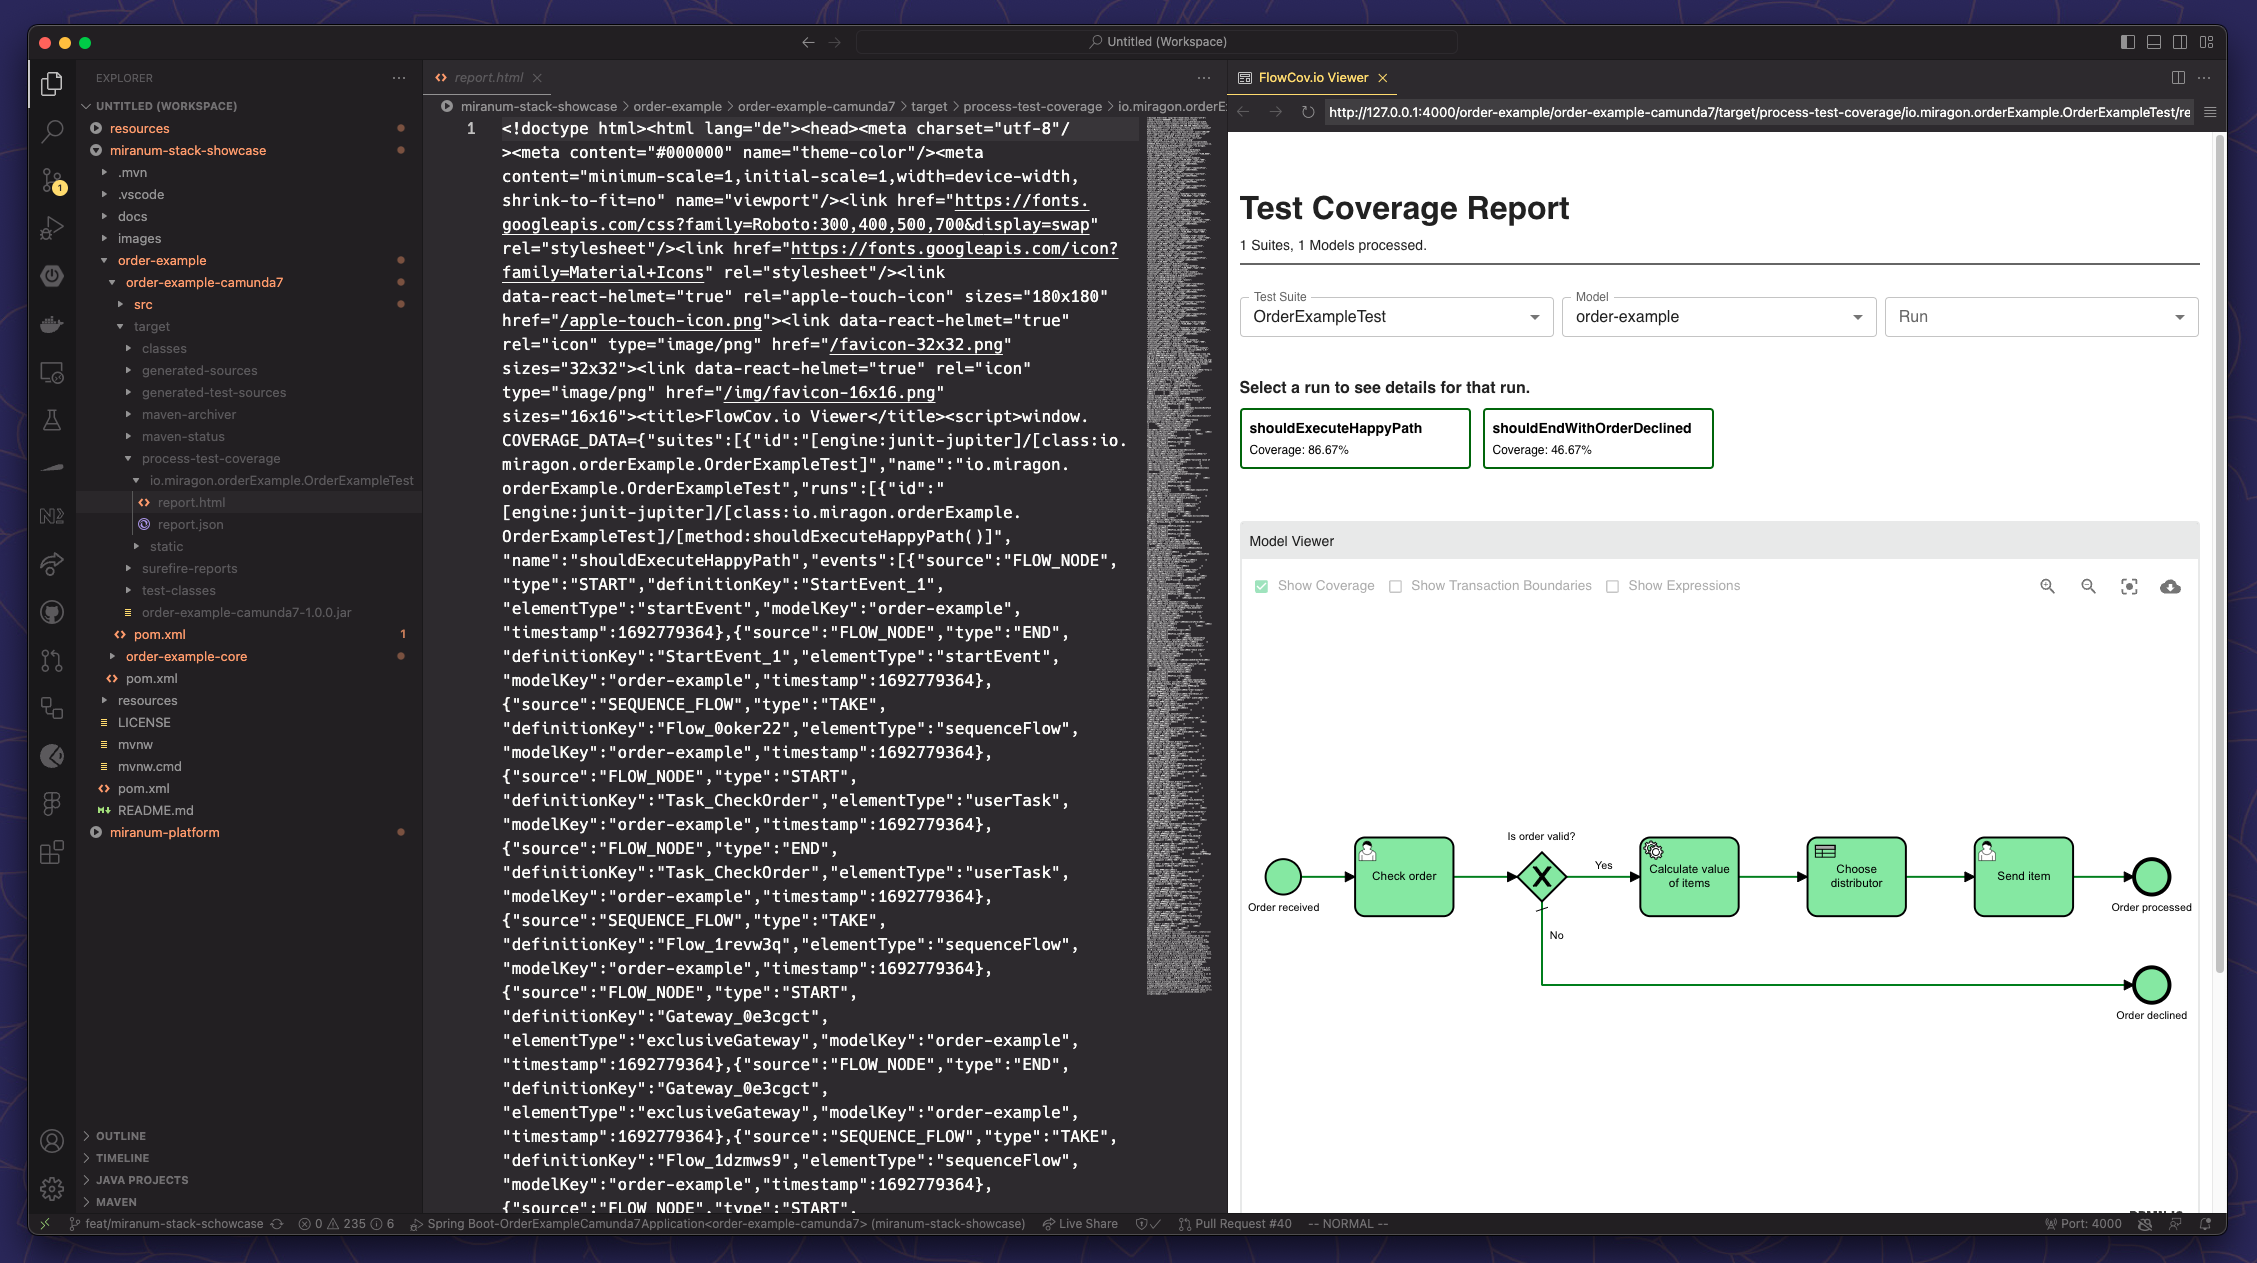 Untitled (Workspace)
EXPLORER
UNTITLED (WORKSPACE)
resources
miranum-stack-showcase
.mvn
.vscode
docs
images
order-example
order-example-camunda7
src
target
classes
generated-sources
generated-test-sources
maven-archiver
maven-status
process-test-coverage
io.miragon.orderExample.OrderExampleTest
report.html
report.json
static
surefire-reports
test-classes
order-example-camunda7-1.0.0.jar
pom.xml 1
order-example-core
pom.xml
resources
LICENSE
mvnw
mvnw.cmd
pom.xml
README.md
miranum-platform
OUTLINE
TIMELINE
JAVA PROJECTS
MAVEN
report.html
miranum-stack-showcase > order-example > order-example-camunda7 > target > process-test-coverage > io.miragon.orderE
1 <!doctype html><html lang="de"><head><meta charset="utf-8"/
><meta content="#000000" name="theme-color"/><meta
content="minimum-scale=1,initial-scale=1,width=device-width,
shrink-to-fit=no" name="viewport"/><link href="https://fonts.
googleapis.com/css?family=Roboto:300,400,500,700&display=swap"
rel="stylesheet"/><link href="https://fonts.googleapis.com/icon?
family=Material+Icons" rel="stylesheet"/><link
data-react-helmet="true" rel="apple-touch-icon" sizes="180x180"
href="/apple-touch-icon.png"><link data-react-helmet="true"
rel="icon" type="image/png" href="/favicon-32x32.png"
sizes="32x32"><link data-react-helmet="true" rel="icon"
type="image/png" href="/img/favicon-16x16.png"
sizes="16x16"><title>FlowCov.io Viewer</title><script>window.
COVERAGE_DATA={"suites":[{"id":"[engine:junit-jupiter]/[class:io.
miragon.orderExample.OrderExampleTest]","name":"io.miragon.
orderExample.OrderExampleTest","runs":[{"id":"
[engine:junit-jupiter]/[class:io.miragon.orderExample.
OrderExampleTest]/[method:shouldExecuteHappyPath()]",
"name":"shouldExecuteHappyPath","events":[{"source":"FLOW_NODE",
"type":"START","definitionKey":"StartEvent_1",
"elementType":"startEvent","modelKey":"order-example",
"timestamp":1692779364},{"source":"FLOW_NODE","type":"END",
"definitionKey":"StartEvent_1","elementType":"startEvent",
"modelKey":"order-example","timestamp":1692779364},
{"source":"SEQUENCE_FLOW","type":"TAKE",
"definitionKey":"Flow_0oker22","elementType":"sequenceFlow",
"modelKey":"order-example","timestamp":1692779364},
{"source":"FLOW_NODE","type":"START",
"definitionKey":"Task_CheckOrder","elementType":"userTask",
"modelKey":"order-example","timestamp":1692779364},
{"source":"FLOW_NODE","type":"END",
"definitionKey":"Task_CheckOrder","elementType":"userTask",
"modelKey":"order-example","timestamp":1692779364},
{"source":"SEQUENCE_FLOW","type":"TAKE",
"definitionKey":"Flow_1revw3q","elementType":"sequenceFlow",
"modelKey":"order-example","timestamp":1692779364},
{"source":"FLOW_NODE","type":"START",
"definitionKey":"Gateway_0e3cgct",
"elementType":"exclusiveGateway","modelKey":"order-example",
"timestamp":1692779364},{"source":"FLOW_NODE","type":"END",
"definitionKey":"Gateway_0e3cgct",
"elementType":"exclusiveGateway","modelKey":"order-example",
"timestamp":1692779364},{"source":"SEQUENCE_FLOW","type":"TAKE",
"definitionKey":"Flow_1dzmws9","elementType":"sequenceFlow",
"modelKey":"order-example","timestamp":1692779364},
{"source":"FLOW_NODE","type":"START",
FlowCov.io Viewer
http://127.0.0.1:4000/order-example/order-example-camunda7/target/process-test-coverage/io.miragon.orderExample.OrderExampleTest/re
Test Coverage Report
1 Suites, 1 Models processed.
Test Suite
OrderExampleTest
Model
order-example
Run
Select a run to see details for that run.
shouldExecuteHappyPath
Coverage: 86.67%
shouldEndWithOrderDeclined
Coverage: 46.67%
Model Viewer
Show Coverage
Show Transaction Boundaries
Show Expressions
Is order valid?
Yes
No
Order received
Check order
Calculate value
of items
Choose
distributor
Send item
Order processed
Order declined
1
feat/miranum-stack-schowcase
0 235 6
Spring Boot-OrderExampleCamunda7Application<order-example-camunda7> (miranum-stack-showcase)
Live Share
Pull Request #40
-- NORMAL --
Port: 4000